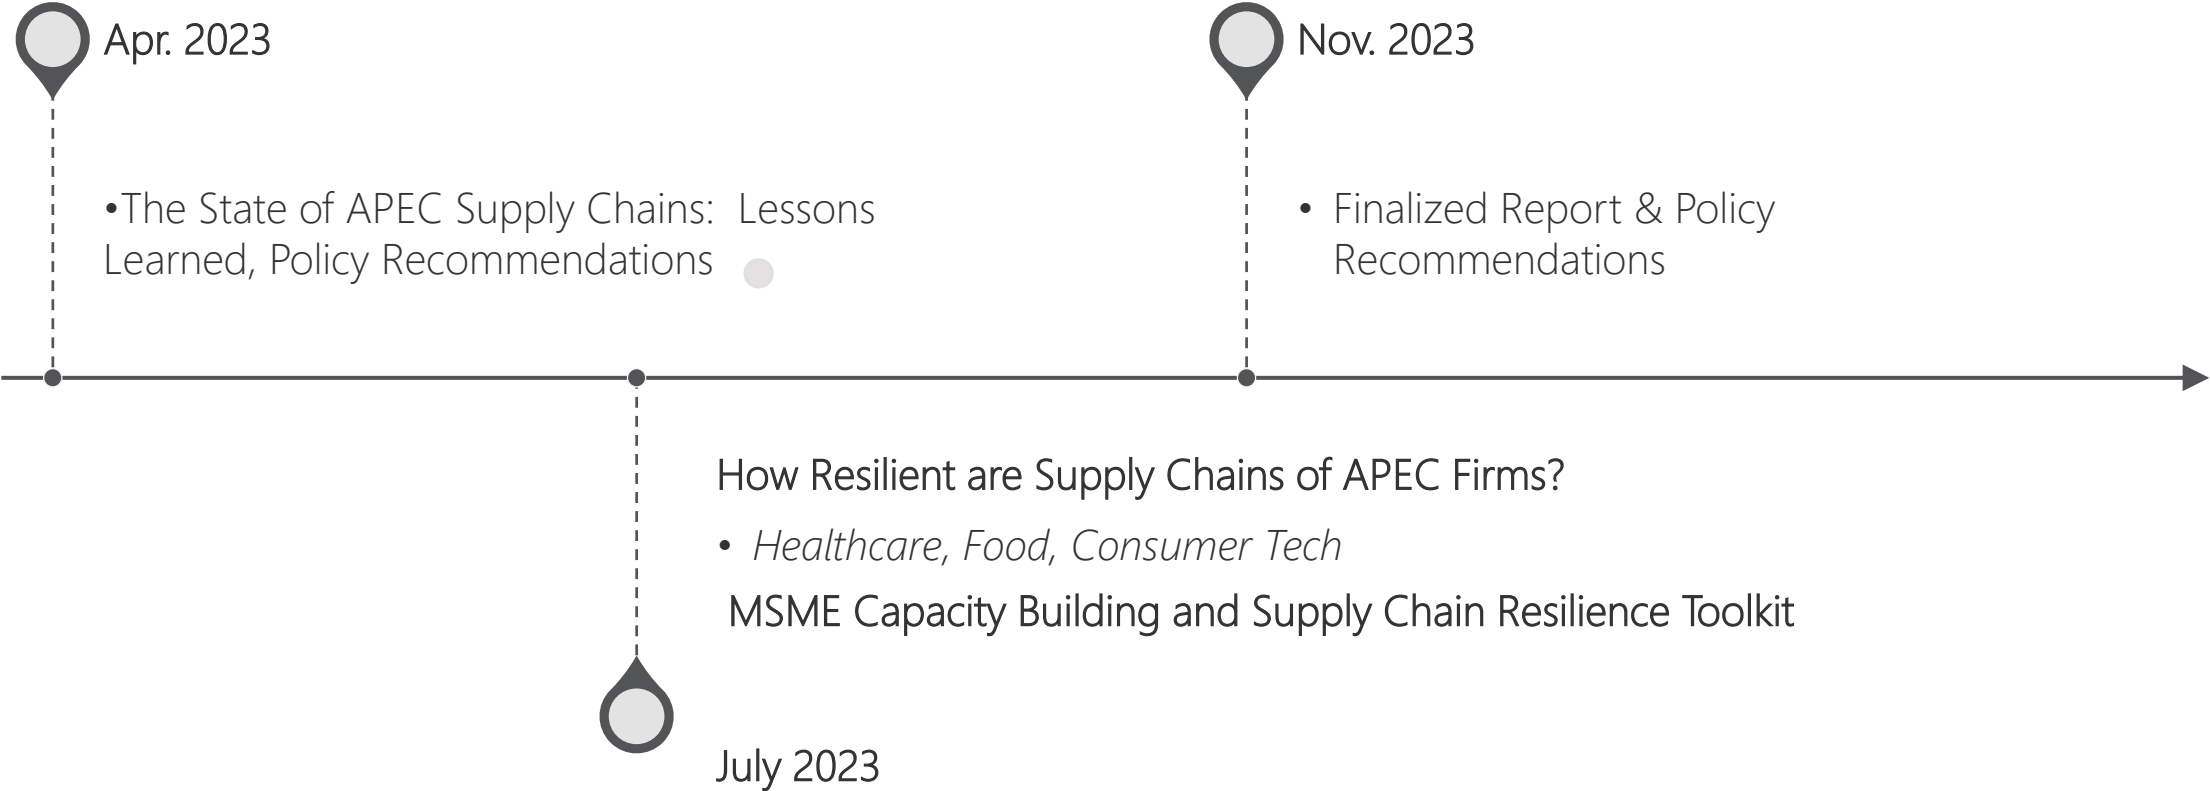 Apr. 2023
•The State of APEC Supply Chains:  Lessons
Learned, Policy Recommendations
Nov. 2023
• Finalized Report & Policy
Recommendations
How Resilient are Supply Chains of APEC Firms?
• Healthcare, Food, Consumer Tech
MSME Capacity Building and Supply Chain Resilience Toolkit
July 2023